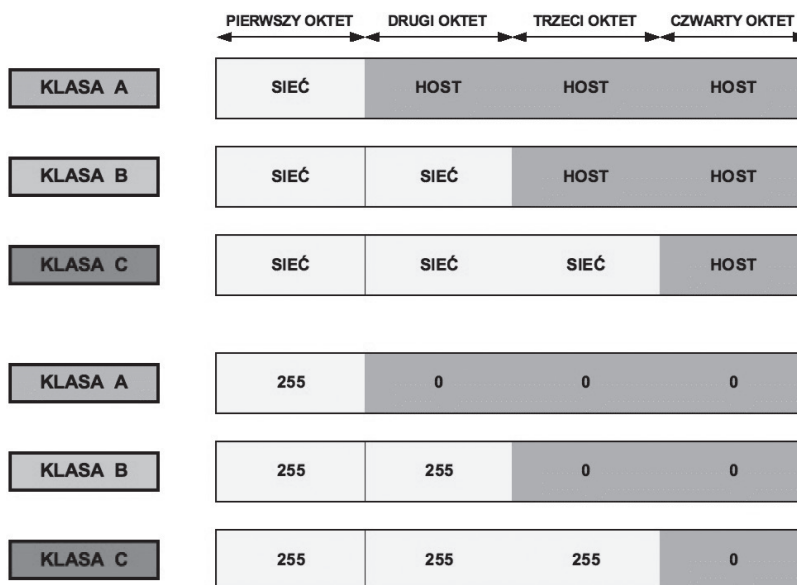 PIERWSZY OKTET DRUGI OKTET TRZECI OKTET CZWARTY OKTET
KLASA A SIEĆ HOST HOST HOST
KLASA B SIEĆ SIEĆ HOST HOST
KLASA C SIEĆ SIEĆ SIEĆ HOST
KLASA A 255 0 0 0
KLASA B 255 255 0 0
KLASA C 255 255 255 0